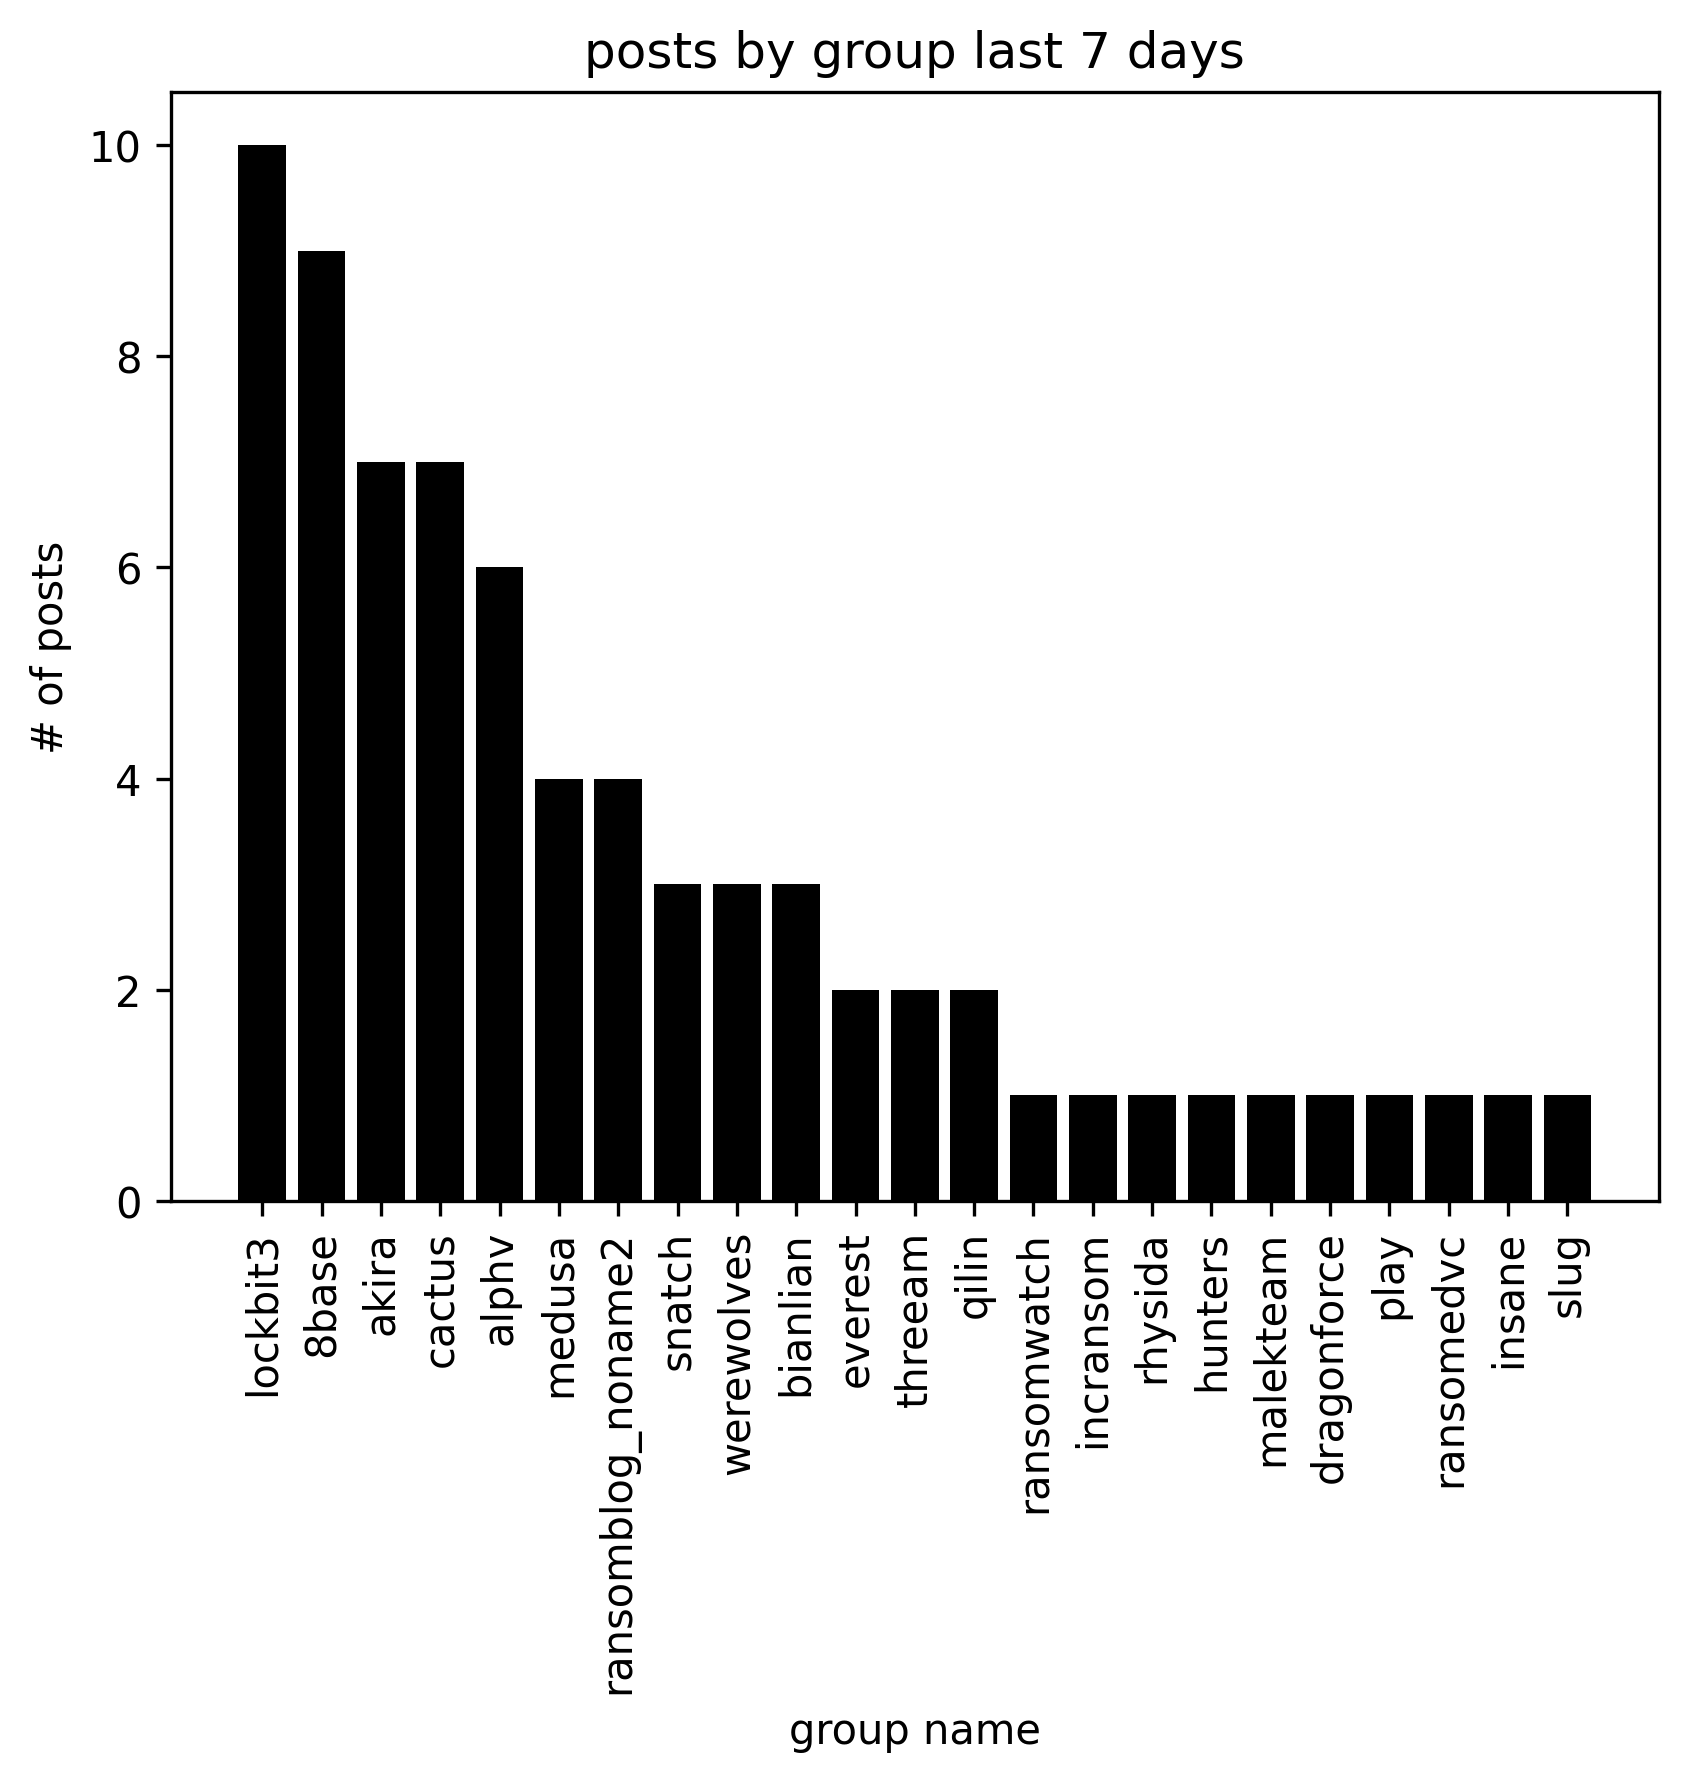 posts by group last 7 days
10
8
6
4
2
0
# of posts
lockbit3
8base
akira
cactus
alphv
medusa
ransomblog_noname2
snatch
werewolves
bianlian
everest
threeam
qilin
ransomwatch
incransom
rhysida
hunters
malekteam
dragonforce
play
ransomedvc
insane
slug
group name